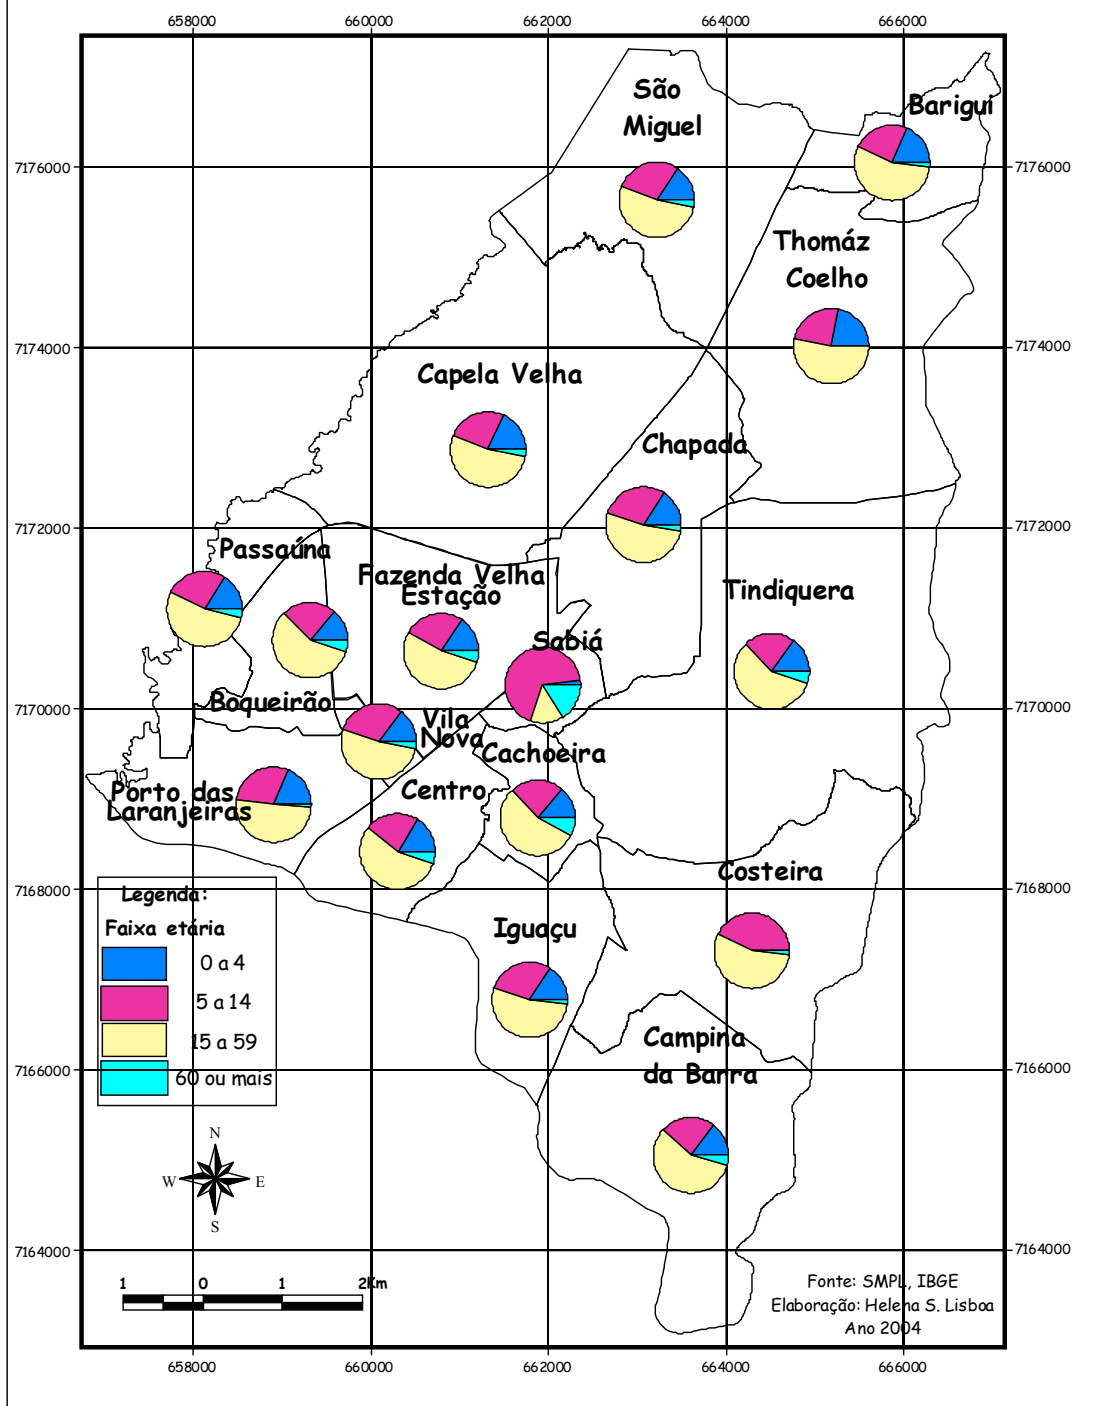 658000 660000 662000 664000 666000
São
Miguel
Barigui
7176000 7176000
Thomáz
Coelho
7174000 7174000
Capela Velha
Chapada
7172000 7172000
Passaúna
Fazenda Velha
Estação
Tindiquera
Sabiá
Boqueirão
7170000 7170000
Vila
Nova
Cachoeira
Porto das
Laranjeiras
Centro
Costeira
7168000 7168000
Legenda:
Faixa etária
0 a 4
5 a 14
15 a 59
60 ou mais
Iguaçu
Campina
da Barra
7166000 7166000
N
W E
S
7164000 7164000
1 0 1 2Km
Fonte: SMPL, IBGE
Elaboração: Helena S. Lisboa
Ano 2004
658000 660000 662000 664000 666000